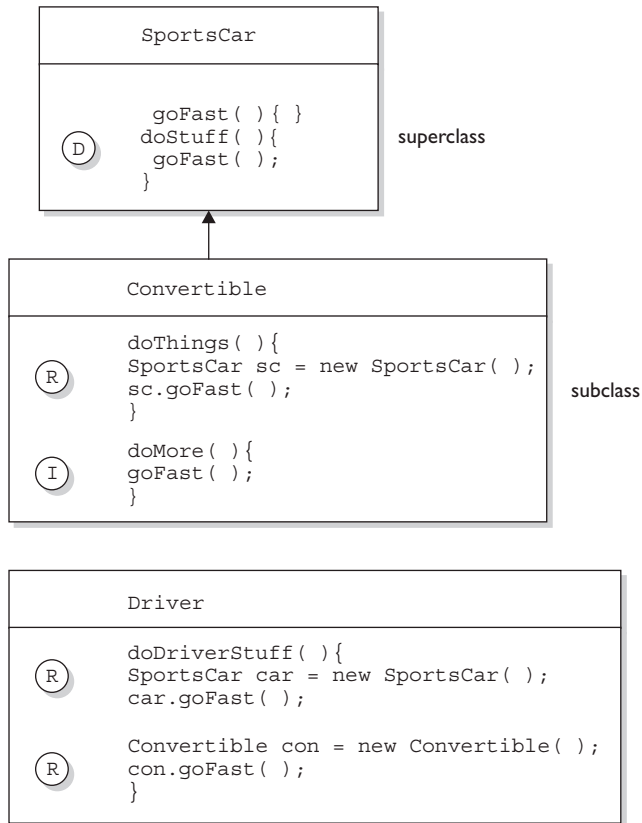 SportsCar
goFast( ){ }
D
doStuff( ){
goFast( );
}
superclass
Convertible
doThings( ){
R
SportsCar sc = new SportsCar( );
sc.goFast( );
}
subclass
doMore( ){
I
goFast( );
}
Driver
doDriverStuff( ){
R
SportsCar car = new SportsCar( );
car.goFast( );
Convertible con = new Convertible( );
R
con.goFast( );
}